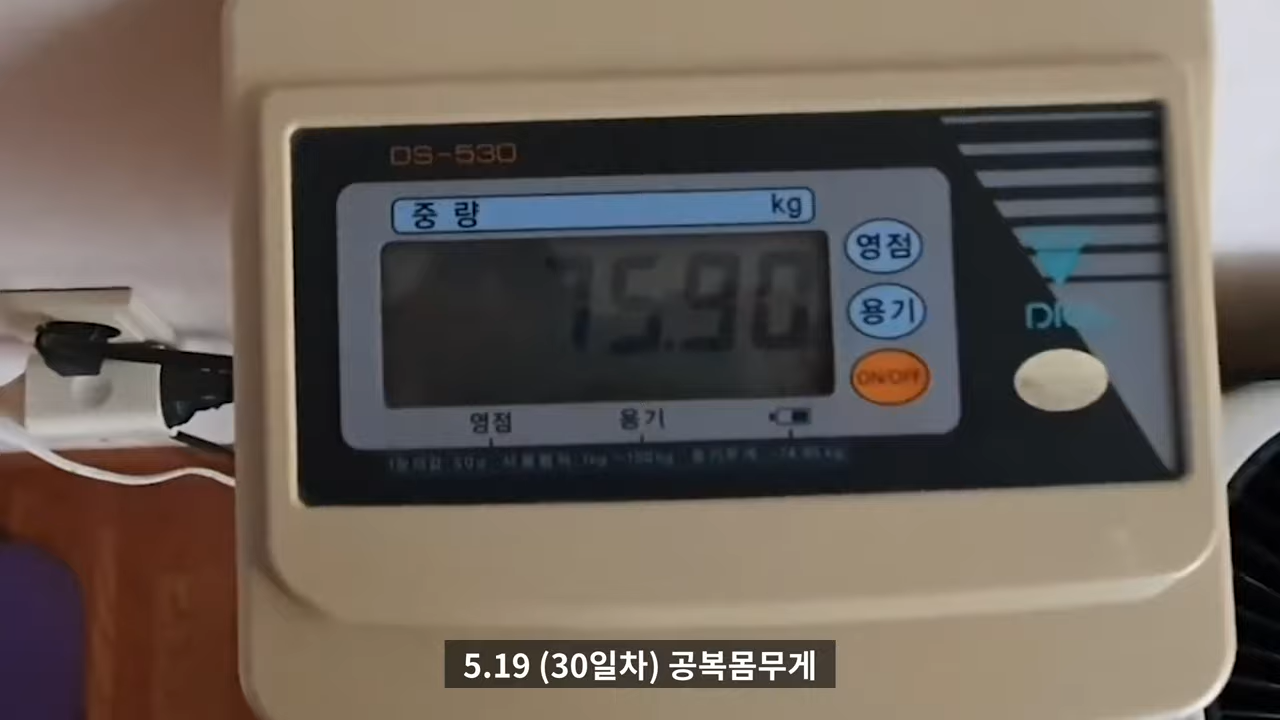 DS-530
중량 kg
75.90
영점
용기
ON/OFF
영점 용기
5.19 (30일차) 공복몸무게